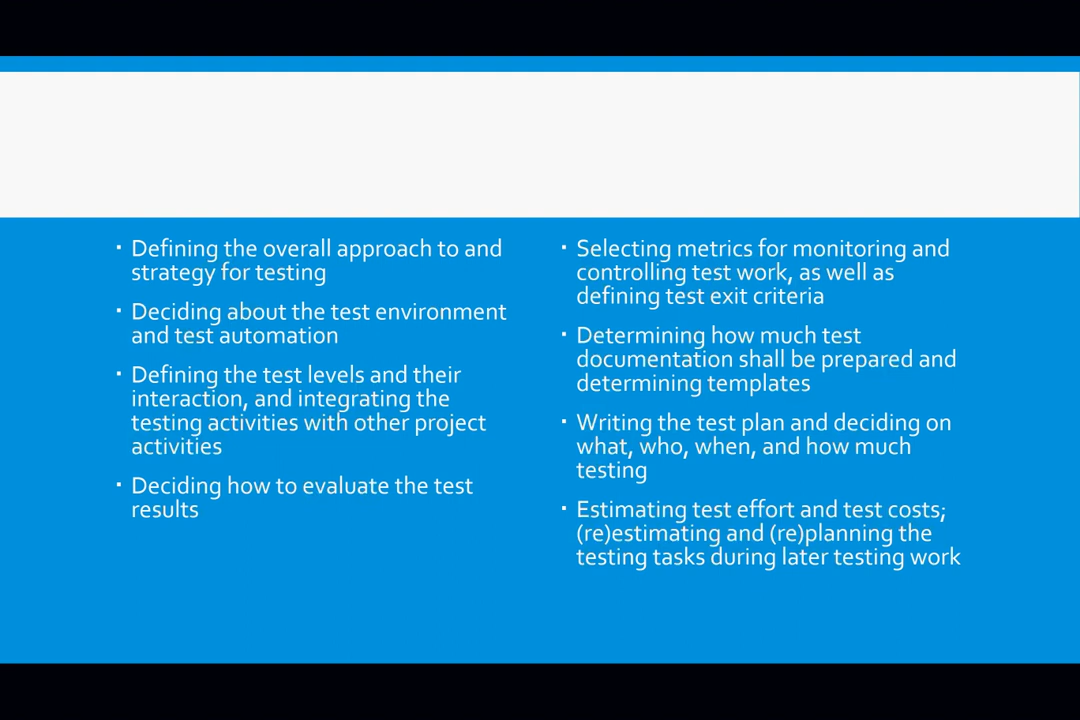 Defining the overall approach to and
strategy for testing
Deciding about the test environment
and test automation
Defining the test levels and their
interaction, and integrating the
testing activities with other project
activities
Deciding how to evaluate the test
results
Selecting metrics for monitoring and
controlling test work, as well as
defining test exit criteria
Determining how much test
documentation shall be prepared and
determining templates
Writing the test plan and deciding on
what, who, when, and how much
testing
Estimating test effort and test costs;
(re)estimating and (re)planning the
testing tasks during later testing work